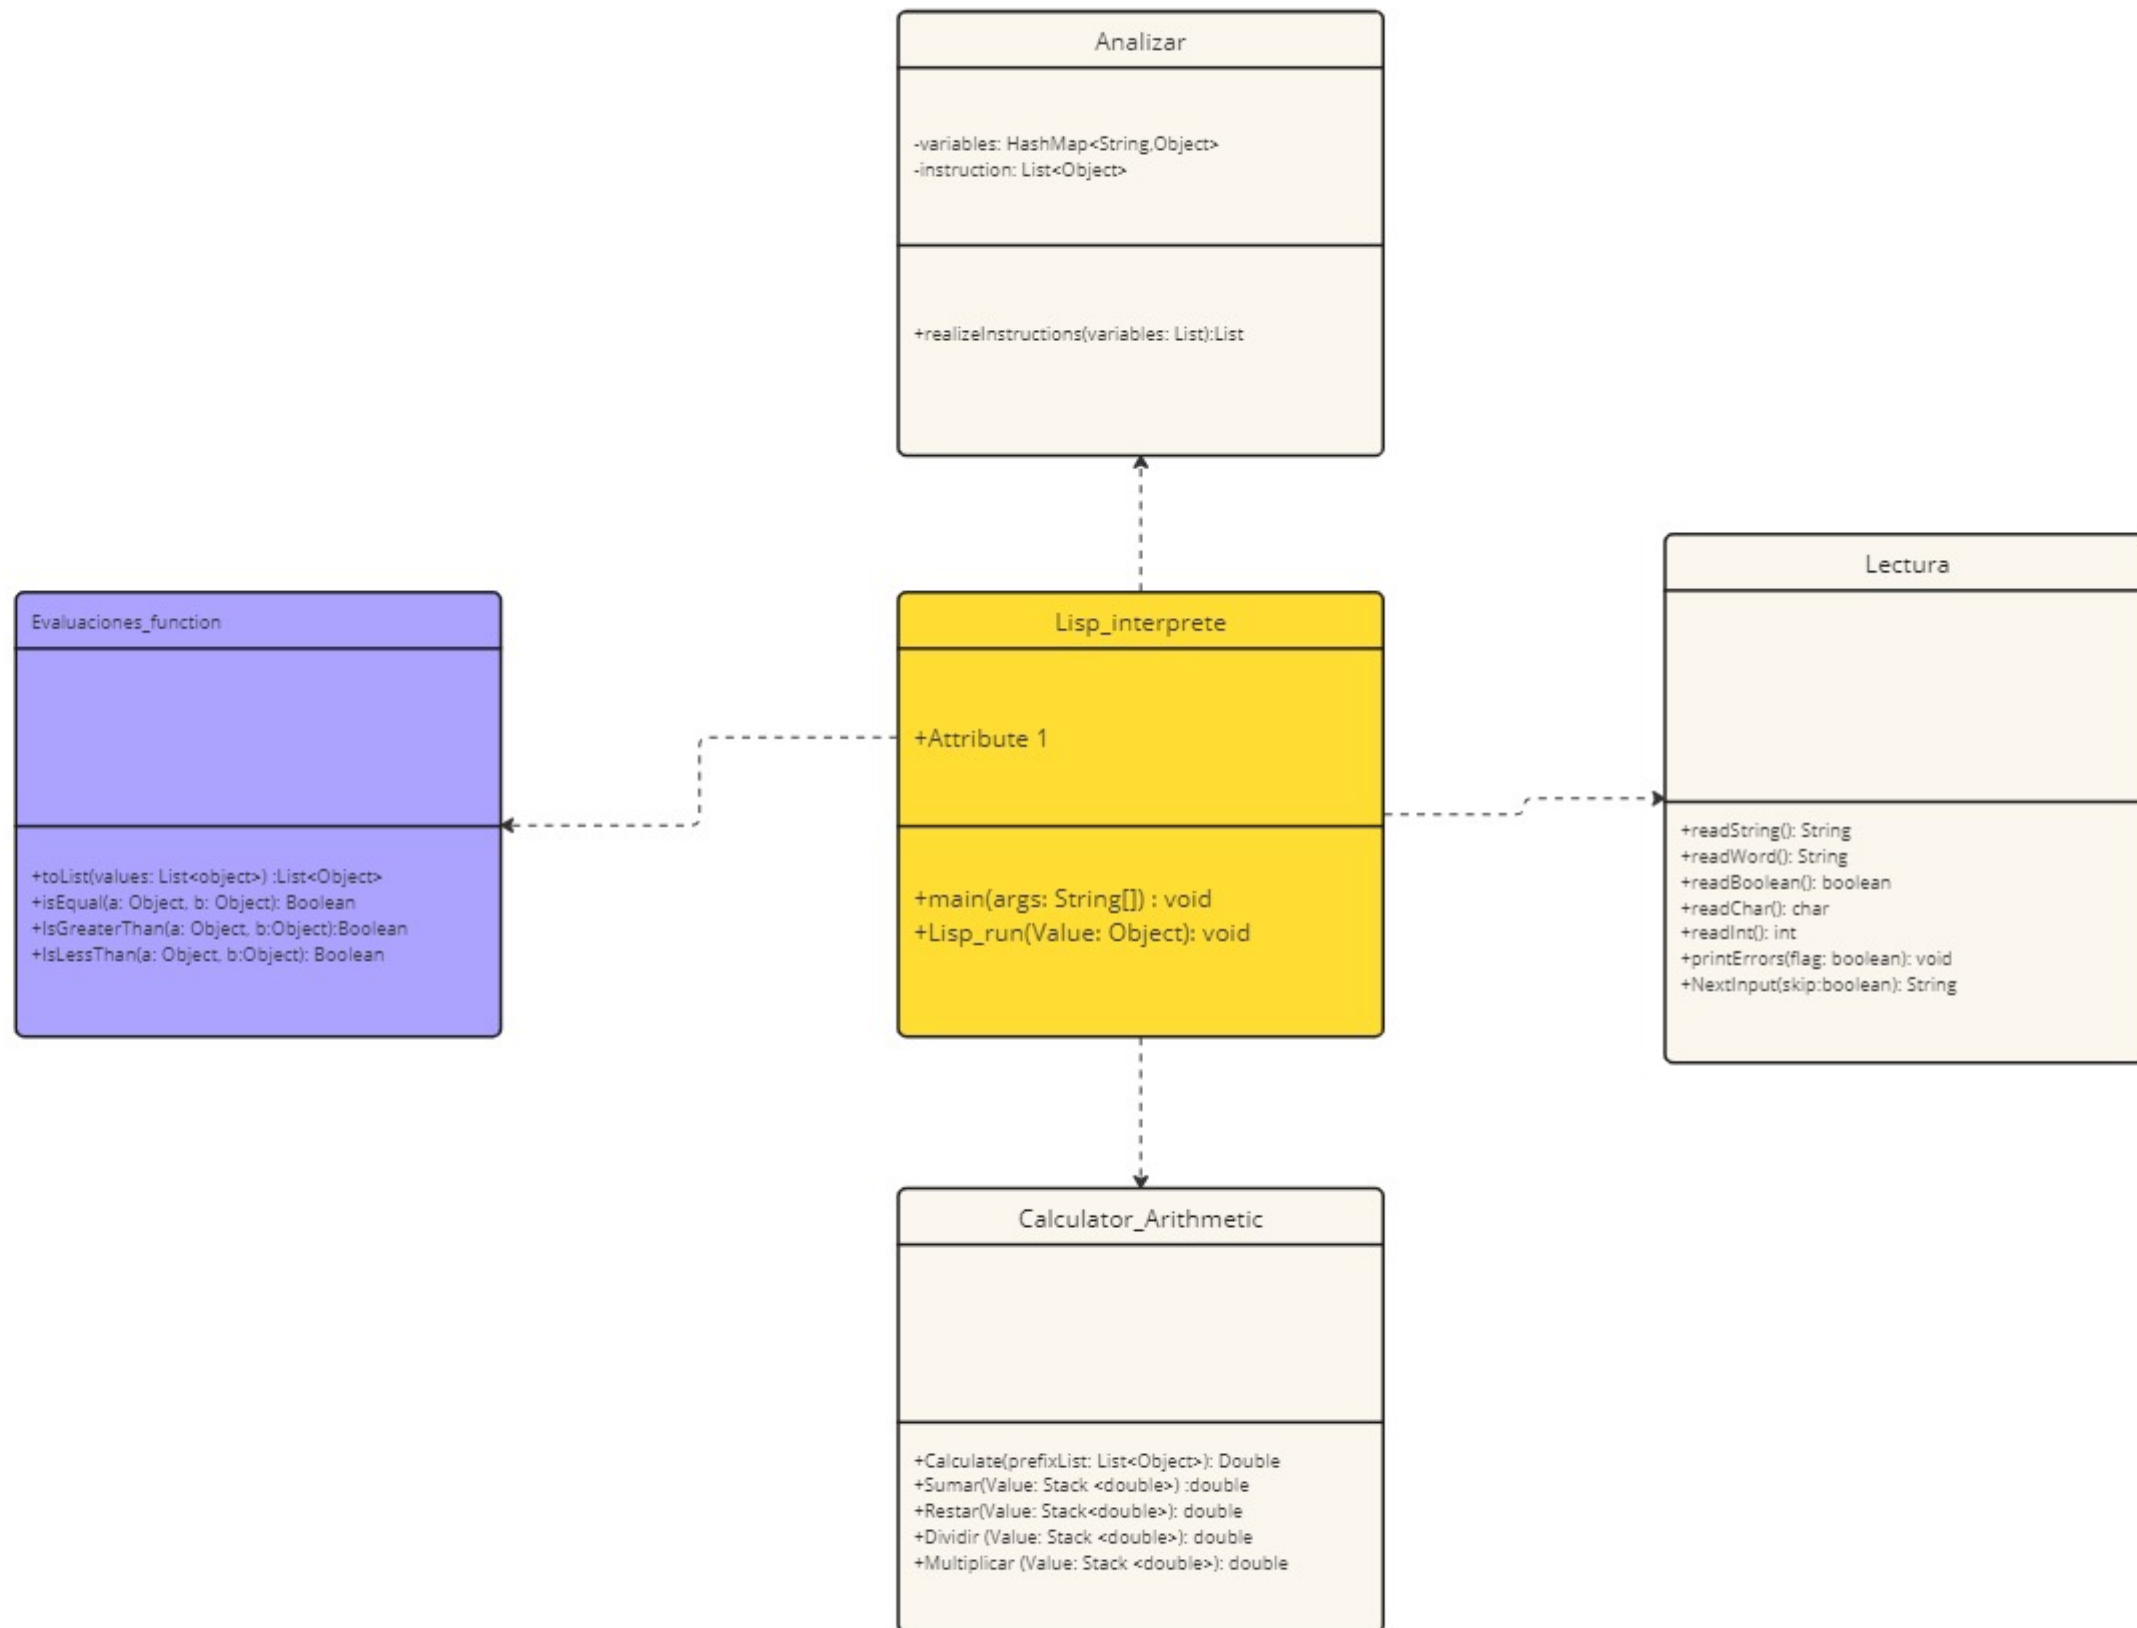 Analizar
-variables: HashMap<String,Object>
-instruction: List<Object>
+realizeInstructions(variables: List):List
Evaluaciones_function
+toList(values: List<object>) :List<Object>
+isEqual(a: Object, b: Object): Boolean
+IsGreaterThan(a: Object, b:Object):Boolean
+IsLessThan(a: Object, b:Object): Boolean
Lisp_interprete
+Attribute 1
+main(args: String[]) : void
+Lisp_run(Value: Object): void
Lectura
+readString(): String
+readWord(): String
+readBoolean(): boolean
+readChar(): char
+readInt(): int
+printErrors(flag: boolean): void
+NextInput(skip:boolean): String
Calculator_Arithmetic
+Calculate(prefixList: List<Object>): Double
+Sumar(Value: Stack <double>) :double
+Restar(Value: Stack<double>): double
+Dividir (Value: Stack <double>): double
+Multiplicar (Value: Stack <double>): double